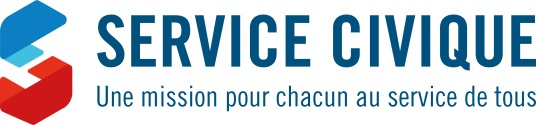 SERVICE CIVIQUE
Une mission pour chacun au service de tous